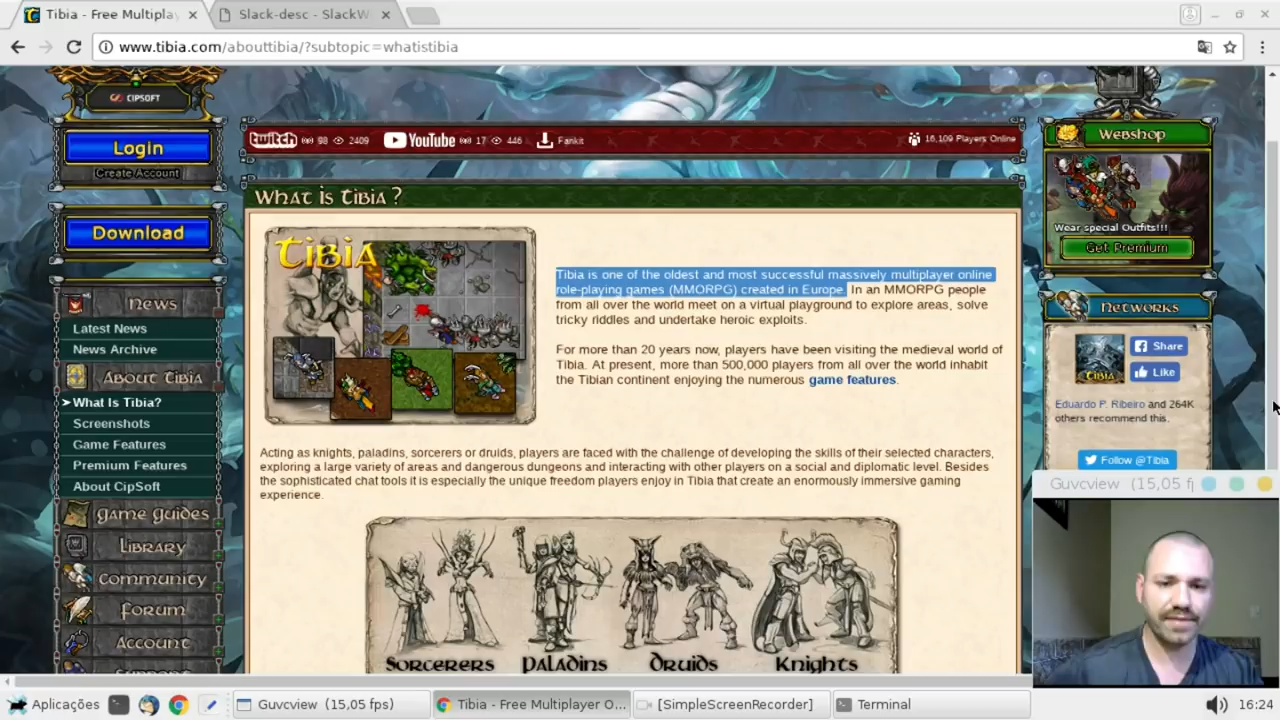 Tibia - Free Multipla
Slack-desc - SlackW
www.tibia.com/abouttibia/?subtopic=whatistibia
CIPSOFT
Login
Create Account
Download
News
Latest News
News Archive
About Tibia
What Is Tibia?
Screenshots
Game Features
Premium Features
About CipSoft
Game Guides
Library
Community
Forum
Account
Support
twitch 98 2409 YouTube 17 446 Fankit 16,109 Players Online
What is Tibia?
TIBIA
Tibia is one of the oldest and most successful massively multiplayer online
role-playing games (MMORPG) created in Europe. In an MMORPG people
from all over the world meet on a virtual playground to explore areas, solve
tricky riddles and undertake heroic exploits.
For more than 20 years now, players have been visiting the medieval world of
Tibia. At present, more than 500,000 players from all over the world inhabit
the Tibian continent enjoying the numerous game features.
Acting as knights, paladins, sorcerers or druids, players are faced with the challenge of developing the skills of their selected characters,
exploring a large variety of areas and dangerous dungeons and interacting with other players on a social and diplomatic level. Besides
the sophisticated chat tools it is especially the unique freedom players enjoy in Tibia that create an enormously immersive gaming
experience.
Sorcerers Paladins Druids Knights
Webshop
Wear special Outfits!!!
Get Premium
Networks
TIBIA
Share
Like
Eduardo P. Ribeiro and 264K
others recommend this.
Follow @Tibia
Guvcview (15,05 f
Aplicações
Guvcview (15,05 fps)
Tibia - Free Multiplayer O...
[SimpleScreenRecorder]
Terminal
16:24